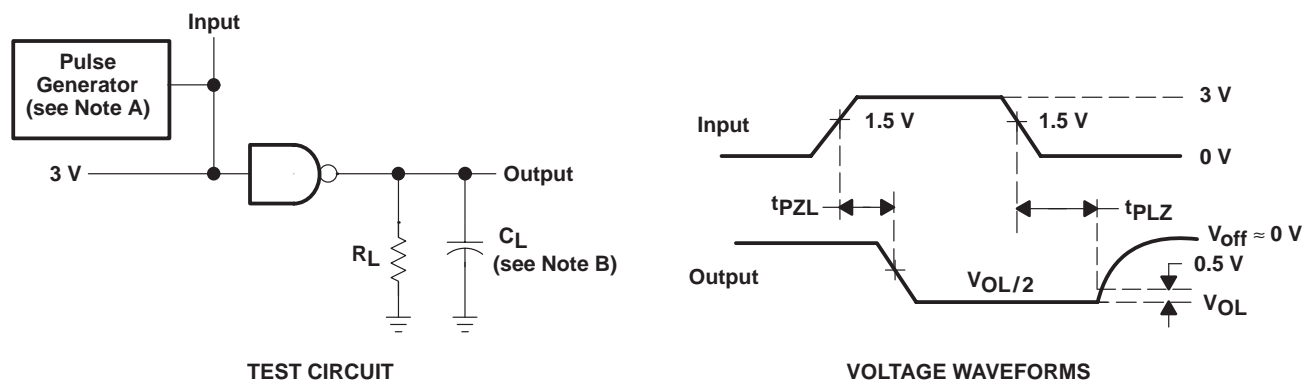 Input
Pulse
Generator
(see Note A)
3 V
Output
RL
CL
(see Note B)
TEST CIRCUIT
3 V
Input
1.5 V
1.5 V
0 V
tPZL
tPLZ
Voff ≈ 0 V
0.5 V
Output
VOL/2
VOL
VOLTAGE WAVEFORMS